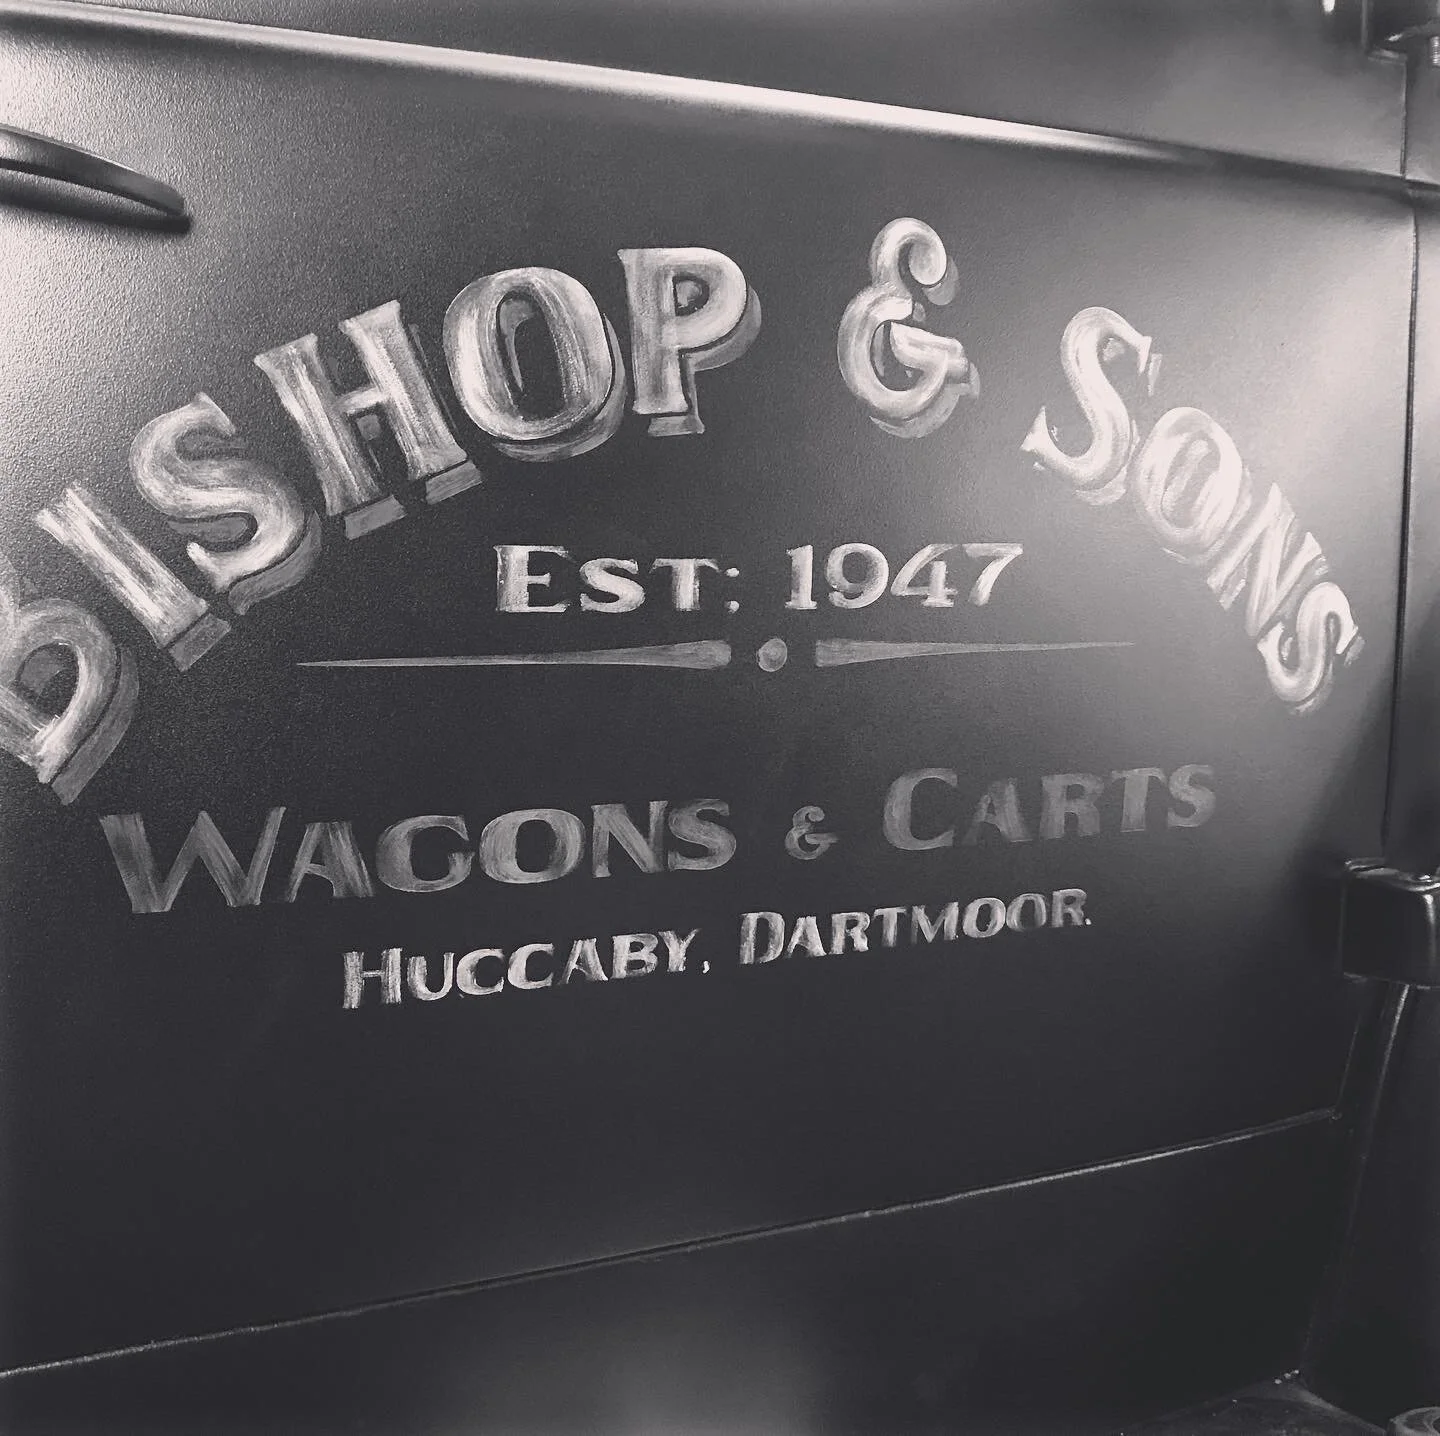 BISHOP & SONS
EST: 1947
WAGONS & CARTS
HUCCABY, DARTMOOR.